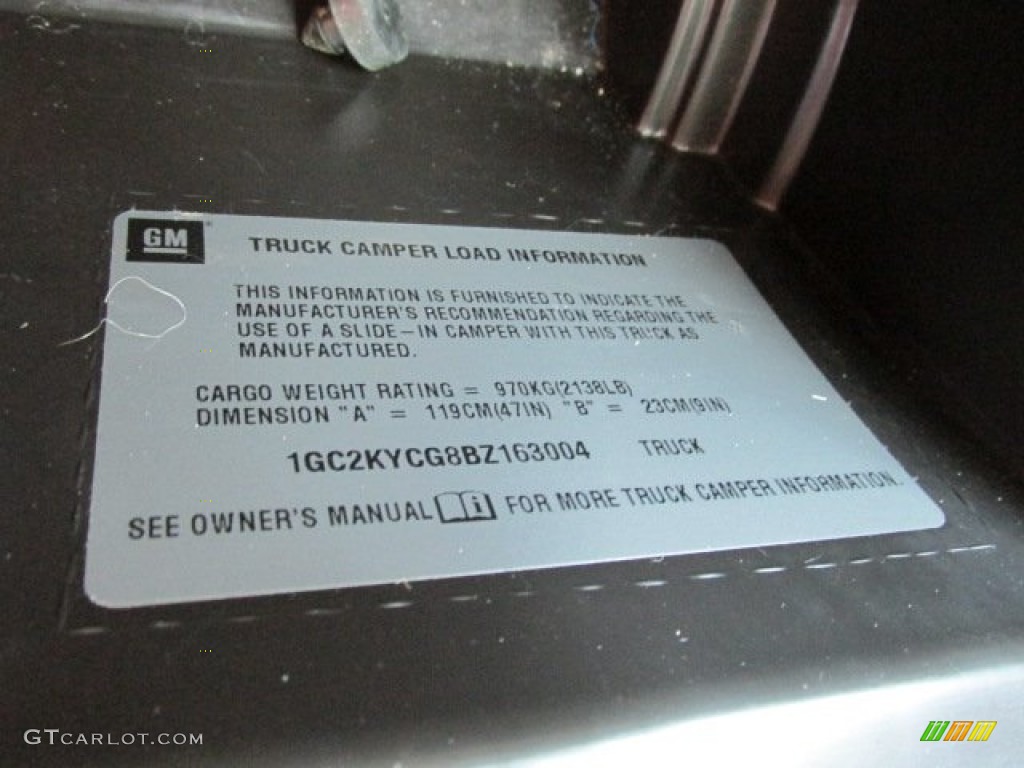 GM
TRUCK CAMPER LOAD INFORMATION
THIS INFORMATION IS FURNISHED TO INDICATE THE
MANUFACTURER'S RECOMMENDATION REGARDING THE
USE OF A SLIDE-IN CAMPER WITH THIS TRUCK AS
MANUFACTURED.
CARGO WEIGHT RATING = 970KG(2138LB)
DIMENSION "A" = 119CM(47IN) "B" = 23CM(9IN)
1GC2KYCG8BZ163004 TRUCK
SEE OWNER'S MANUAL i FOR MORE TRUCK CAMPER INFORMATION.
GTCARLOT.COM